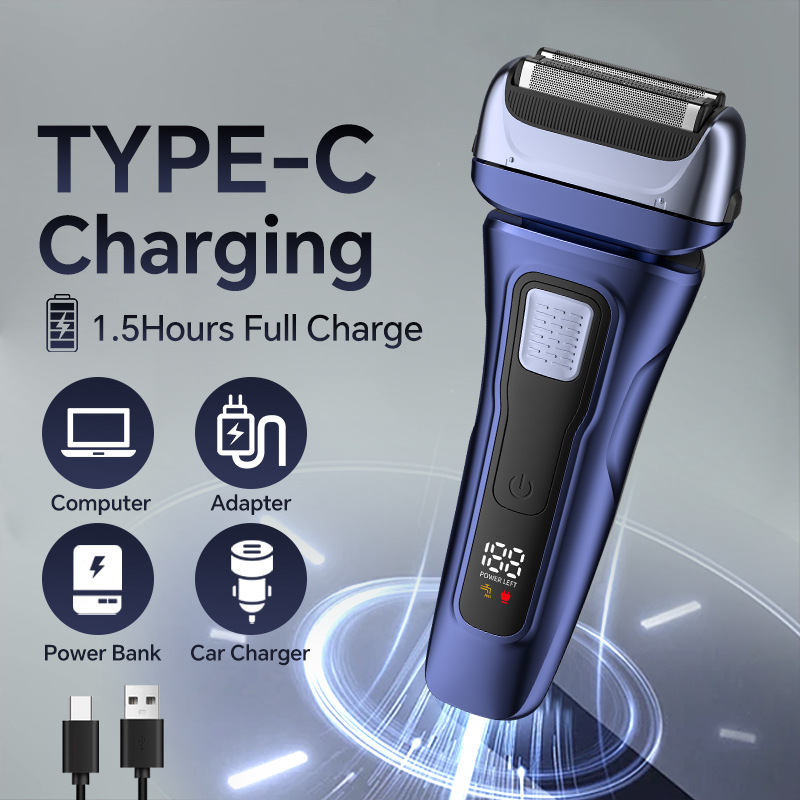 TYPE-C
Charging
1.5Hours Full Charge
Computer
Adapter
Power Bank
Car Charger
188
POWER LEFT